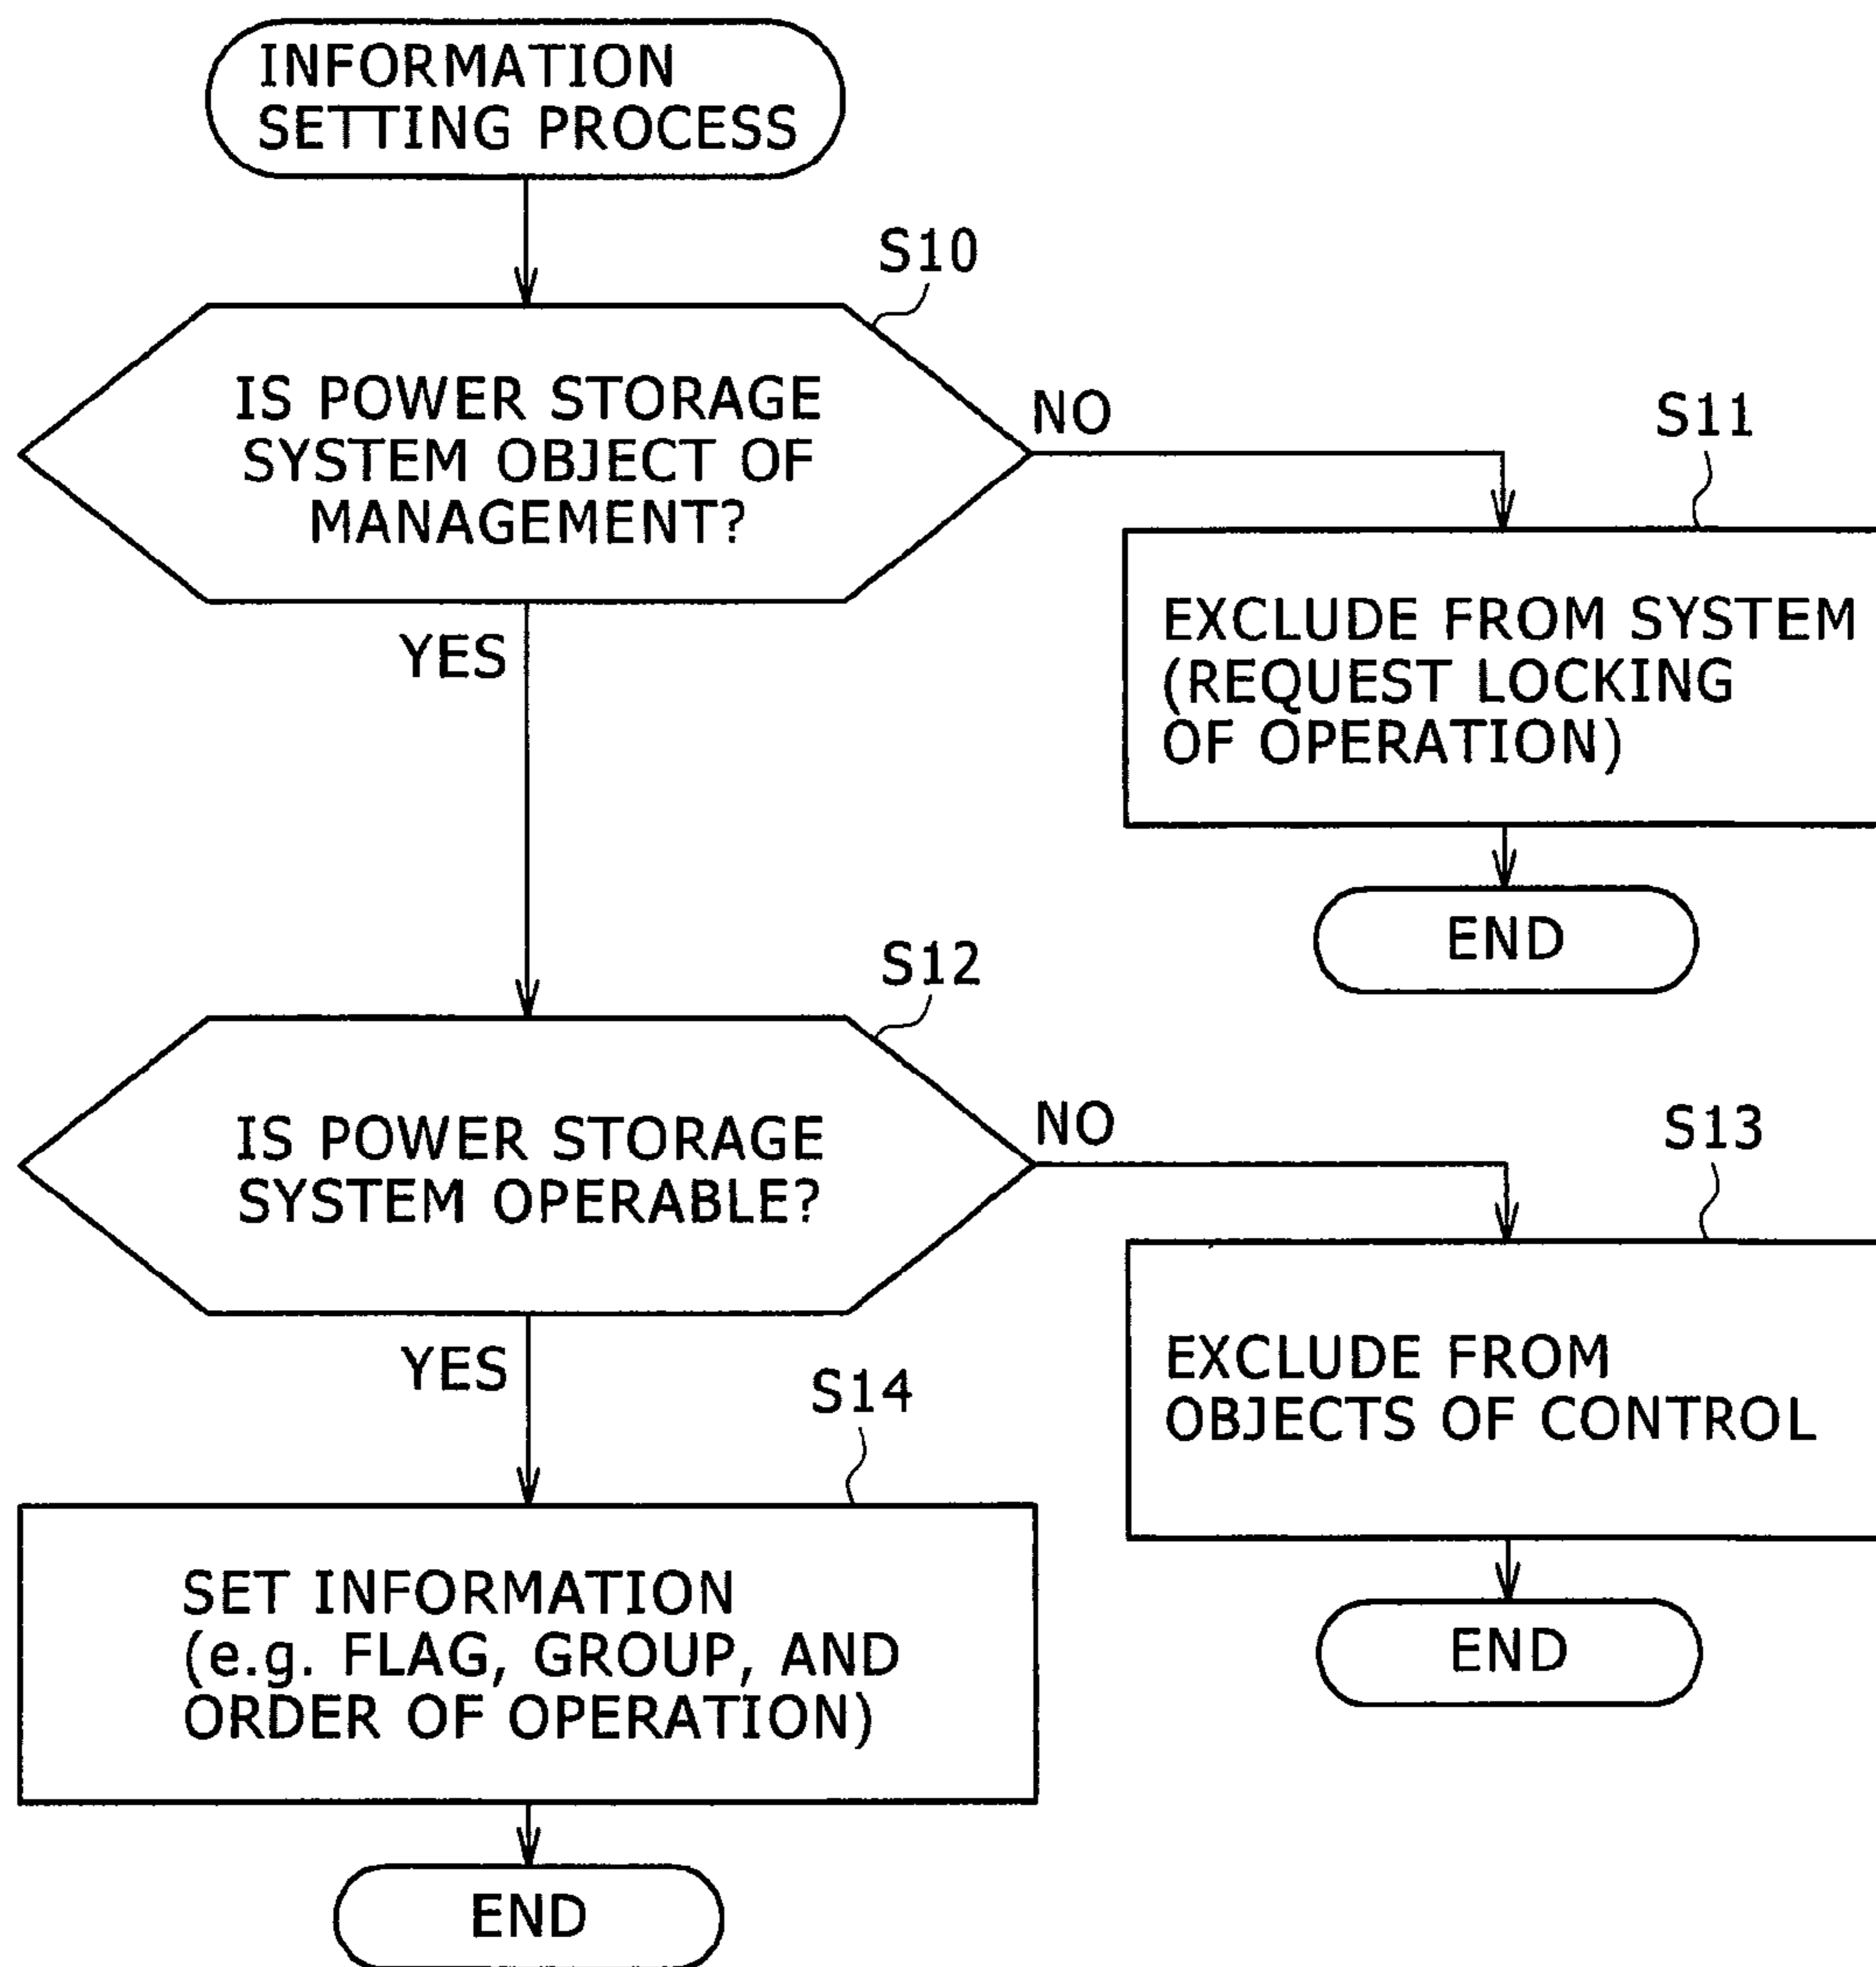 INFORMATION
SETTING PROCESS
S10
IS POWER STORAGE
SYSTEM OBJECT OF
MANAGEMENT?
NO
S11
EXCLUDE FROM SYSTEM
(REQUEST LOCKING
OF OPERATION)
END
YES
S12
IS POWER STORAGE
SYSTEM OPERABLE?
NO
S13
EXCLUDE FROM
OBJECTS OF CONTROL
END
YES
S14
SET INFORMATION
(e.g. FLAG, GROUP, AND
ORDER OF OPERATION)
END